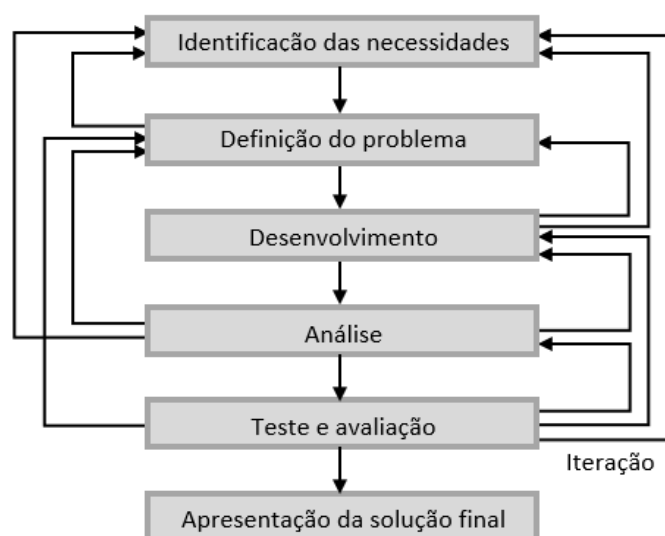 Identificação das necessidades
Definição do problema
Desenvolvimento
Análise
Teste e avaliação
Iteração
Apresentação da solução final